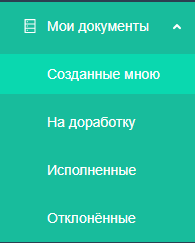 Мои документы
Созданные мною
На доработку
Исполненные
Отклонённые